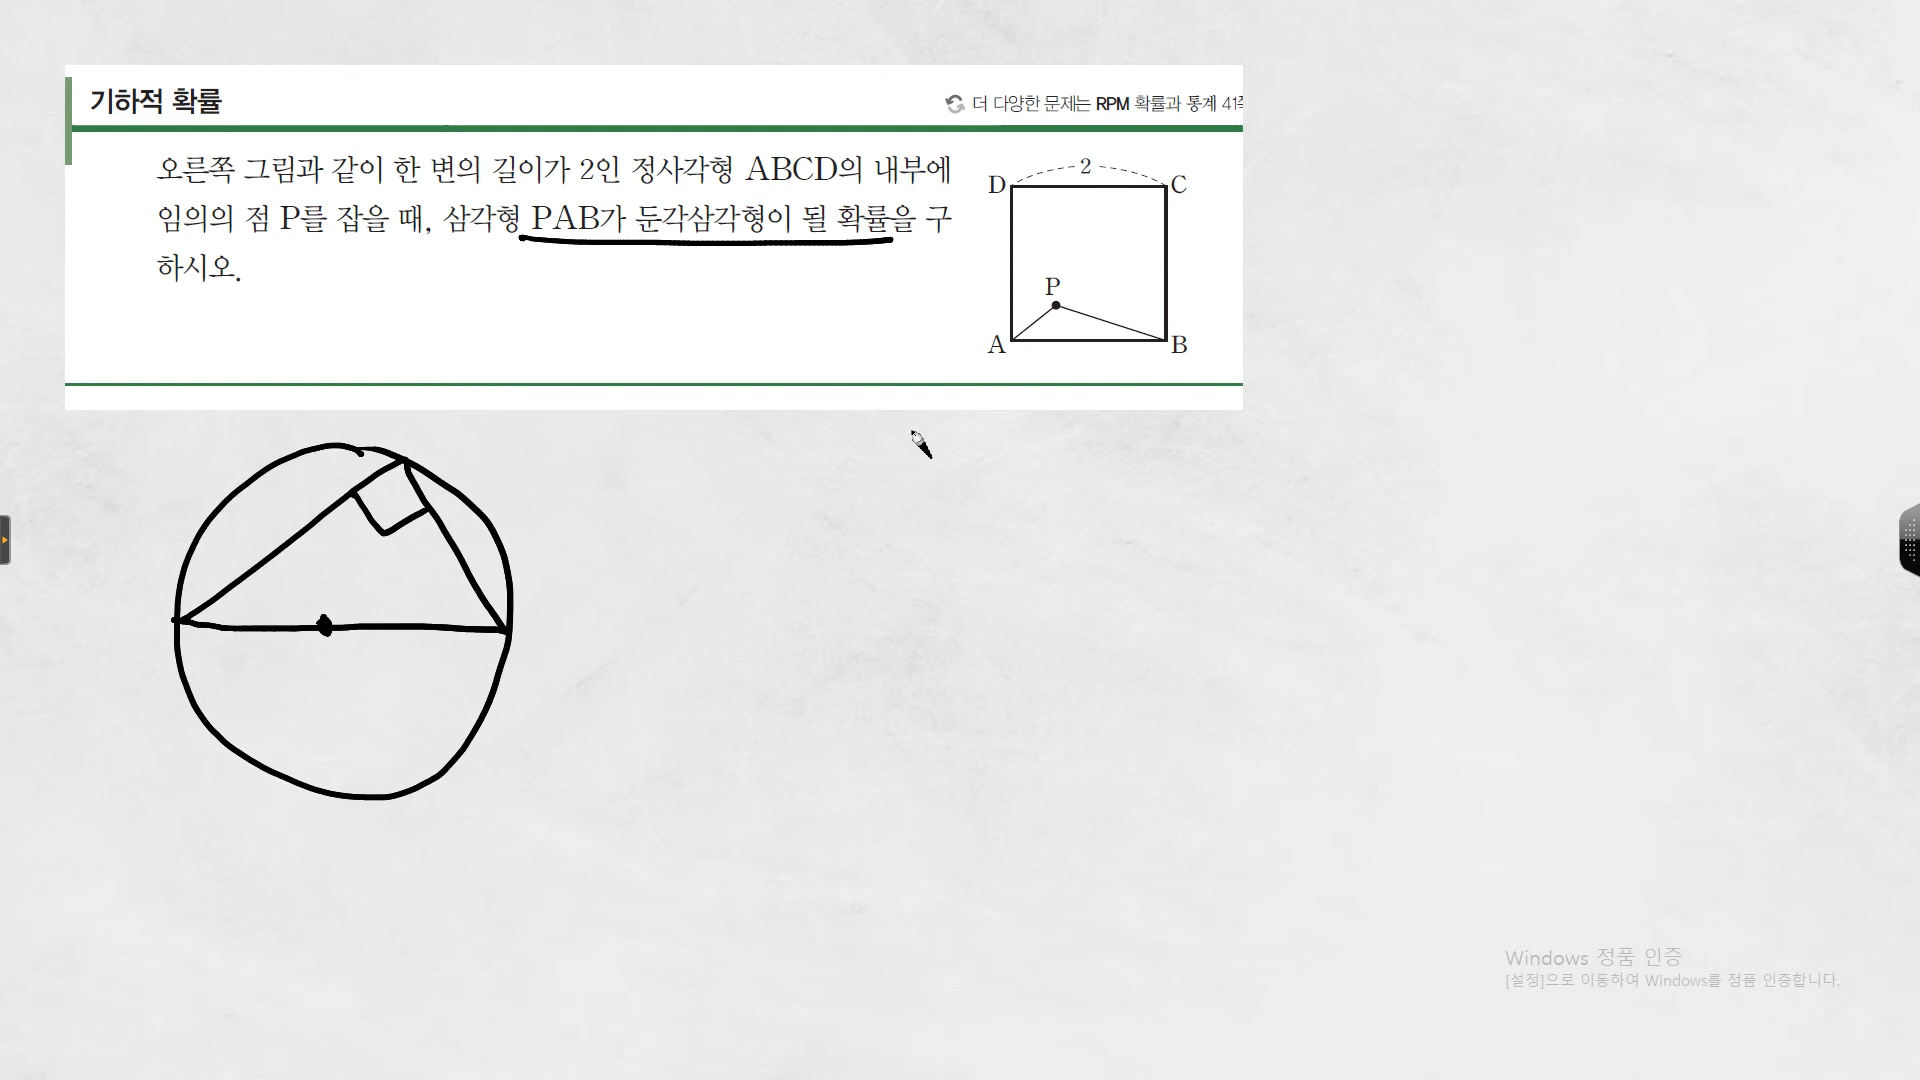 기하적 확률
더 다양한 문제는 RPM 확률과 통계 41쪽
오른쪽 그림과 같이 한 변의 길이가 2인 정사각형 ABCD의 내부에
임의의 점 P를 잡을 때, 삼각형 PAB가 둔각삼각형이 될 확률을 구
하시오.
2
D
C
P
A
B
Windows 정품 인증
[설정]으로 이동하여 Windows를 정품 인증합니다.